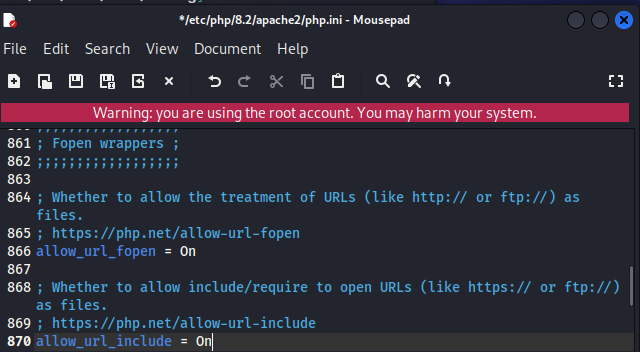 */etc/php/8.2/apache2/php.ini - Mousepad
File Edit Search View Document Help
Warning: you are using the root account. You may harm your system.
860 ;;;;;;;;;;;;;;;;;;
861 ; Fopen wrappers ;
862 ;;;;;;;;;;;;;;;;;;
863
864 ; Whether to allow the treatment of URLs (like http:// or ftp://) as
files.
865 ; https://php.net/allow-url-fopen
866 allow_url_fopen = On
867
868 ; Whether to allow include/require to open URLs (like https:// or ftp://)
as files.
869 ; https://php.net/allow-url-include
870 allow_url_include = On